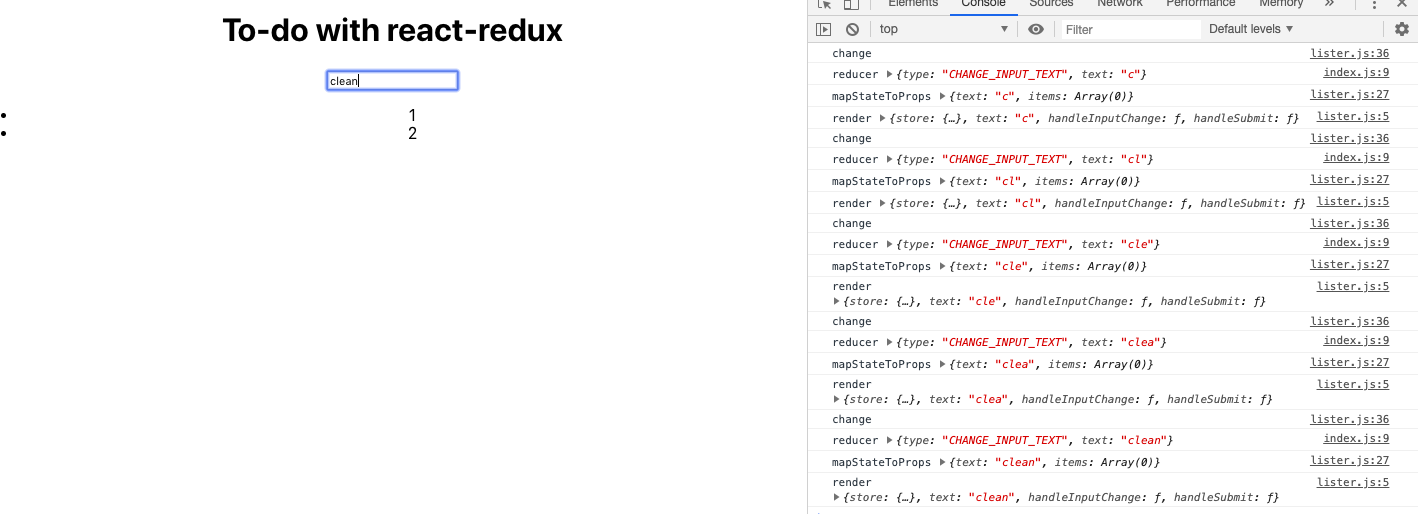 To-do with react-redux
clean
1
2
Elements Console Sources Network Performance Memory »
top ▼ Filter Default levels ▼
change lister.js:36
reducer ▶{type: "CHANGE_INPUT_TEXT", text: "c"} index.js:9
mapStateToProps ▶{text: "c", items: Array(0)} lister.js:27
render ▶{store: {…}, text: "c", handleInputChange: ƒ, handleSubmit: ƒ} lister.js:5
change lister.js:36
reducer ▶{type: "CHANGE_INPUT_TEXT", text: "cl"} index.js:9
mapStateToProps ▶{text: "cl", items: Array(0)} lister.js:27
render ▶{store: {…}, text: "cl", handleInputChange: ƒ, handleSubmit: ƒ} lister.js:5
change lister.js:36
reducer ▶{type: "CHANGE_INPUT_TEXT", text: "cle"} index.js:9
mapStateToProps ▶{text: "cle", items: Array(0)} lister.js:27
render lister.js:5
▶{store: {…}, text: "cle", handleInputChange: ƒ, handleSubmit: ƒ}
change lister.js:36
reducer ▶{type: "CHANGE_INPUT_TEXT", text: "clea"} index.js:9
mapStateToProps ▶{text: "clea", items: Array(0)} lister.js:27
render lister.js:5
▶{store: {…}, text: "clea", handleInputChange: ƒ, handleSubmit: ƒ}
change lister.js:36
reducer ▶{type: "CHANGE_INPUT_TEXT", text: "clean"} index.js:9
mapStateToProps ▶{text: "clean", items: Array(0)} lister.js:27
render lister.js:5
▶{store: {…}, text: "clean", handleInputChange: ƒ, handleSubmit: ƒ}